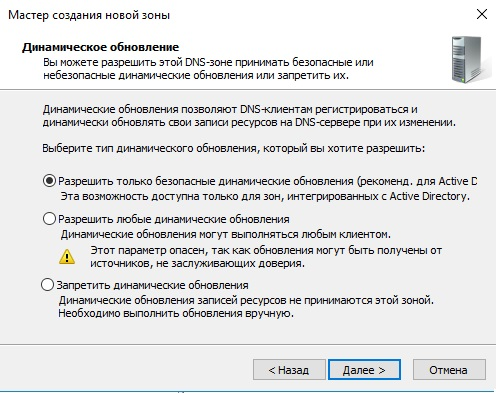 Мастер создания новой зоны
Динамическое обновление
Вы можете разрешить этой DNS-зоне принимать безопасные или
небезопасные динамические обновления или запретить их.
Динамические обновления позволяют DNS-клиентам регистрироваться и
динамически обновлять свои записи ресурсов на DNS-сервере при их изменении.
Выберите тип динамического обновления, который вы хотите разрешить:
Разрешить только безопасные динамические обновления (рекоменд. для Active D
Эта возможность доступна только для зон, интегрированных с Active Directory.
Разрешить любые динамические обновления
Динамические обновления могут выполняться любым клиентом.
Этот параметр опасен, так как обновления могут быть получены от
источников, не заслуживающих доверия.
Запретить динамические обновления
Динамические обновления записей ресурсов не принимаются этой зоной.
Необходимо выполнить обновления вручную.
< Назад
Далее >
Отмена